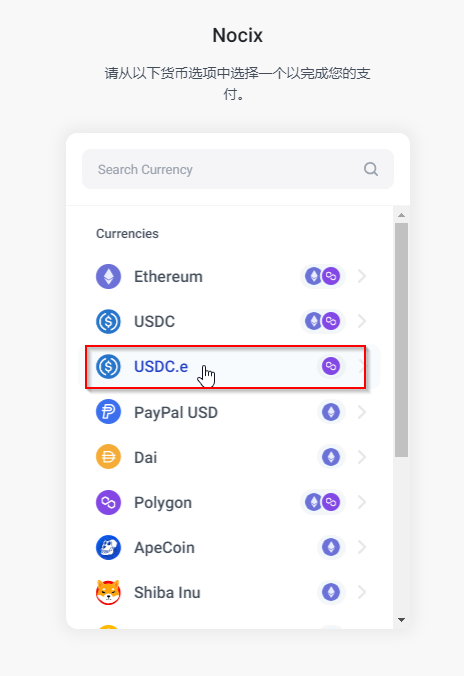 Nocix
请从以下货币选项中选择一个以完成您的支
付。
Search Currency
Currencies
Ethereum
USDC
USDC.e
PayPal USD
Dai
Polygon
ApeCoin
Shiba Inu